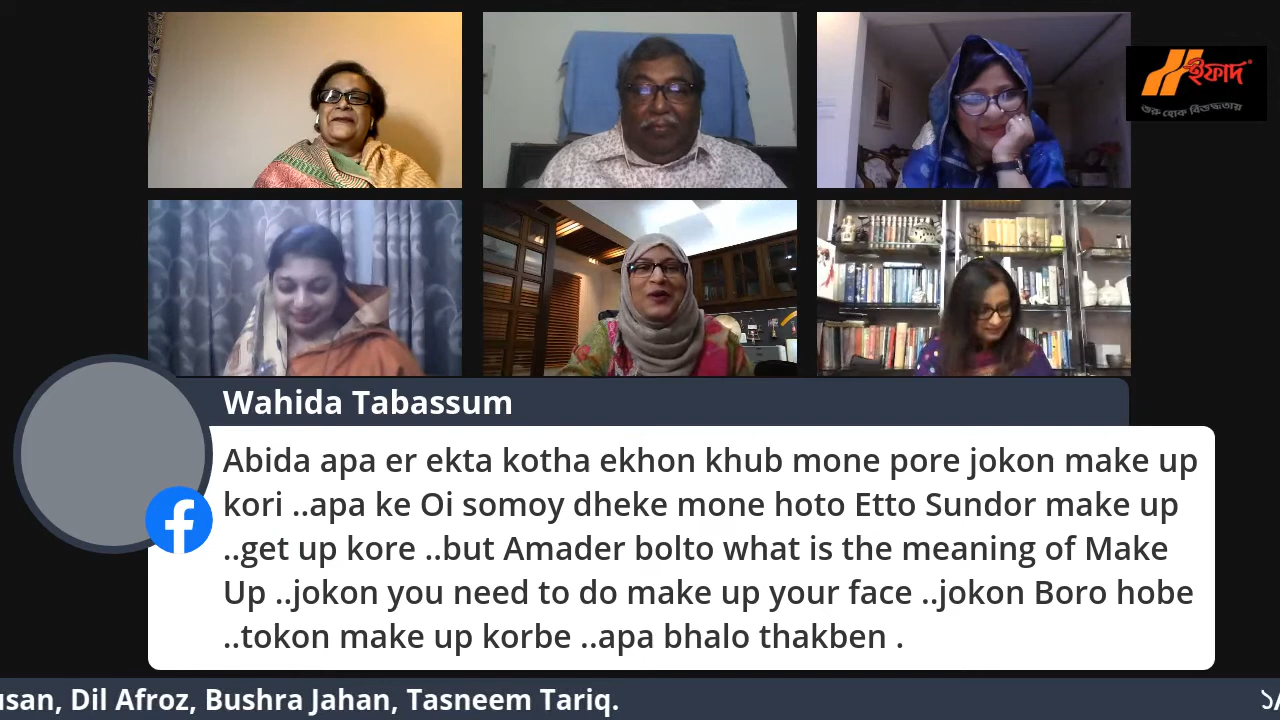 ইফাদ
শুরু হোক বিশুদ্ধতায়
Wahida Tabassum
Abida apa er ekta kotha ekhon khub mone pore jokon make up
kori ..apa ke Oi somoy dheke mone hoto Etto Sundor make up
..get up kore ..but Amader bolto what is the meaning of Make
Up ..jokon you need to do make up your face ..jokon Boro hobe
..tokon make up korbe ..apa bhalo thakben .
Dil Afroz, Bushra Jahan, Tasneem Tariq.